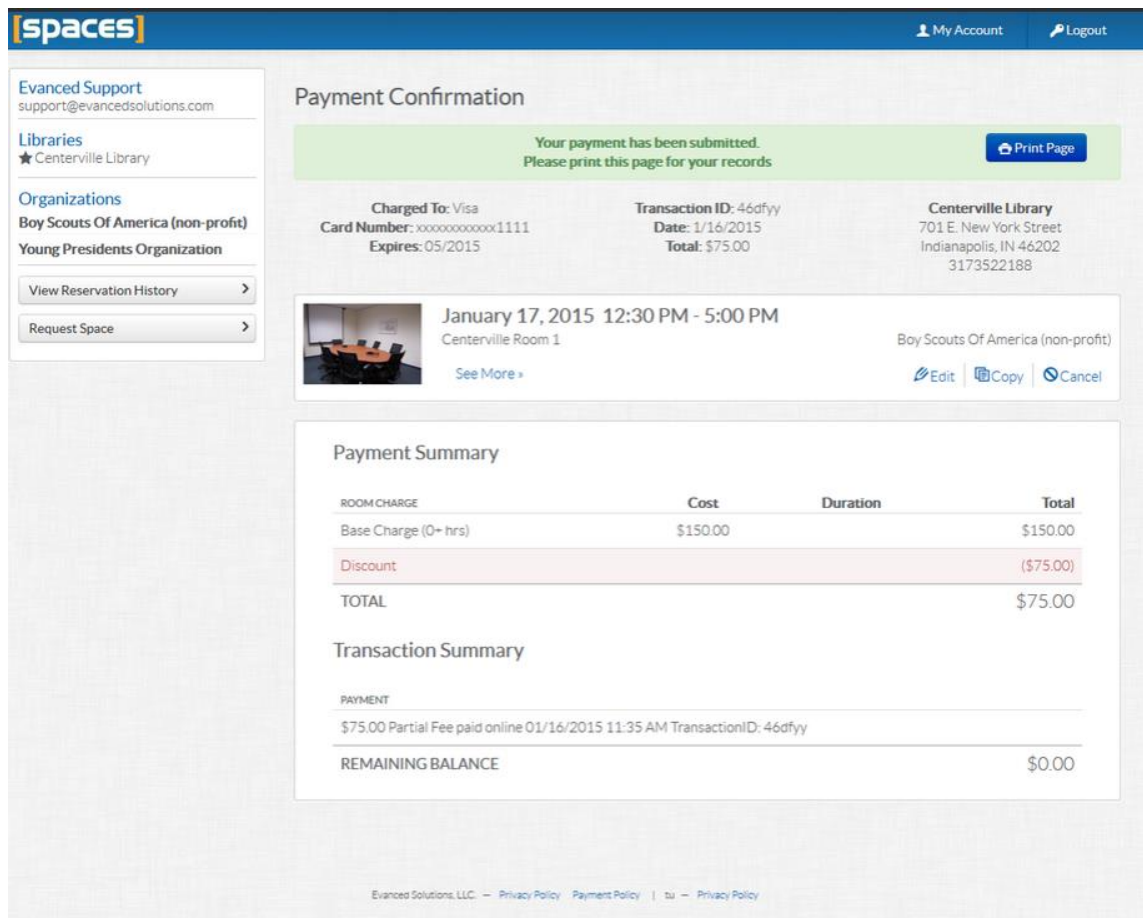 [spaces]
My Account
Logout
Evanced Support
support@evancedsolutions.com
Libraries
Centerville Library
Organizations
Boy Scouts Of America (non-profit)
Young Presidents Organization
View Reservation History
Request Space
Payment Confirmation
Your payment has been submitted.
Please print this page for your records
Print Page
Charged To: Visa
Card Number: xxxxxxxxxxxx1111
Expires: 05/2015
Transaction ID: 46dfyy
Date: 1/16/2015
Total: $75.00
Centerville Library
701 E. New York Street
Indianapolis, IN 46202
3173522188
January 17, 2015 12:30 PM - 5:00 PM
Centerville Room 1
Boy Scouts Of America (non-profit)
See More »
Edit
Copy
Cancel
Payment Summary
ROOM CHARGE Cost Duration Total
Base Charge (0+ hrs) $150.00 $150.00
Discount ($75.00)
TOTAL $75.00
Transaction Summary
PAYMENT
$75.00 Partial Fee paid online 01/16/2015 11:35 AM TransactionID: 46dfyy
REMAINING BALANCE $0.00
Evanced Solutions, LLC. — Privacy Policy Payment Policy | tu — Privacy Policy